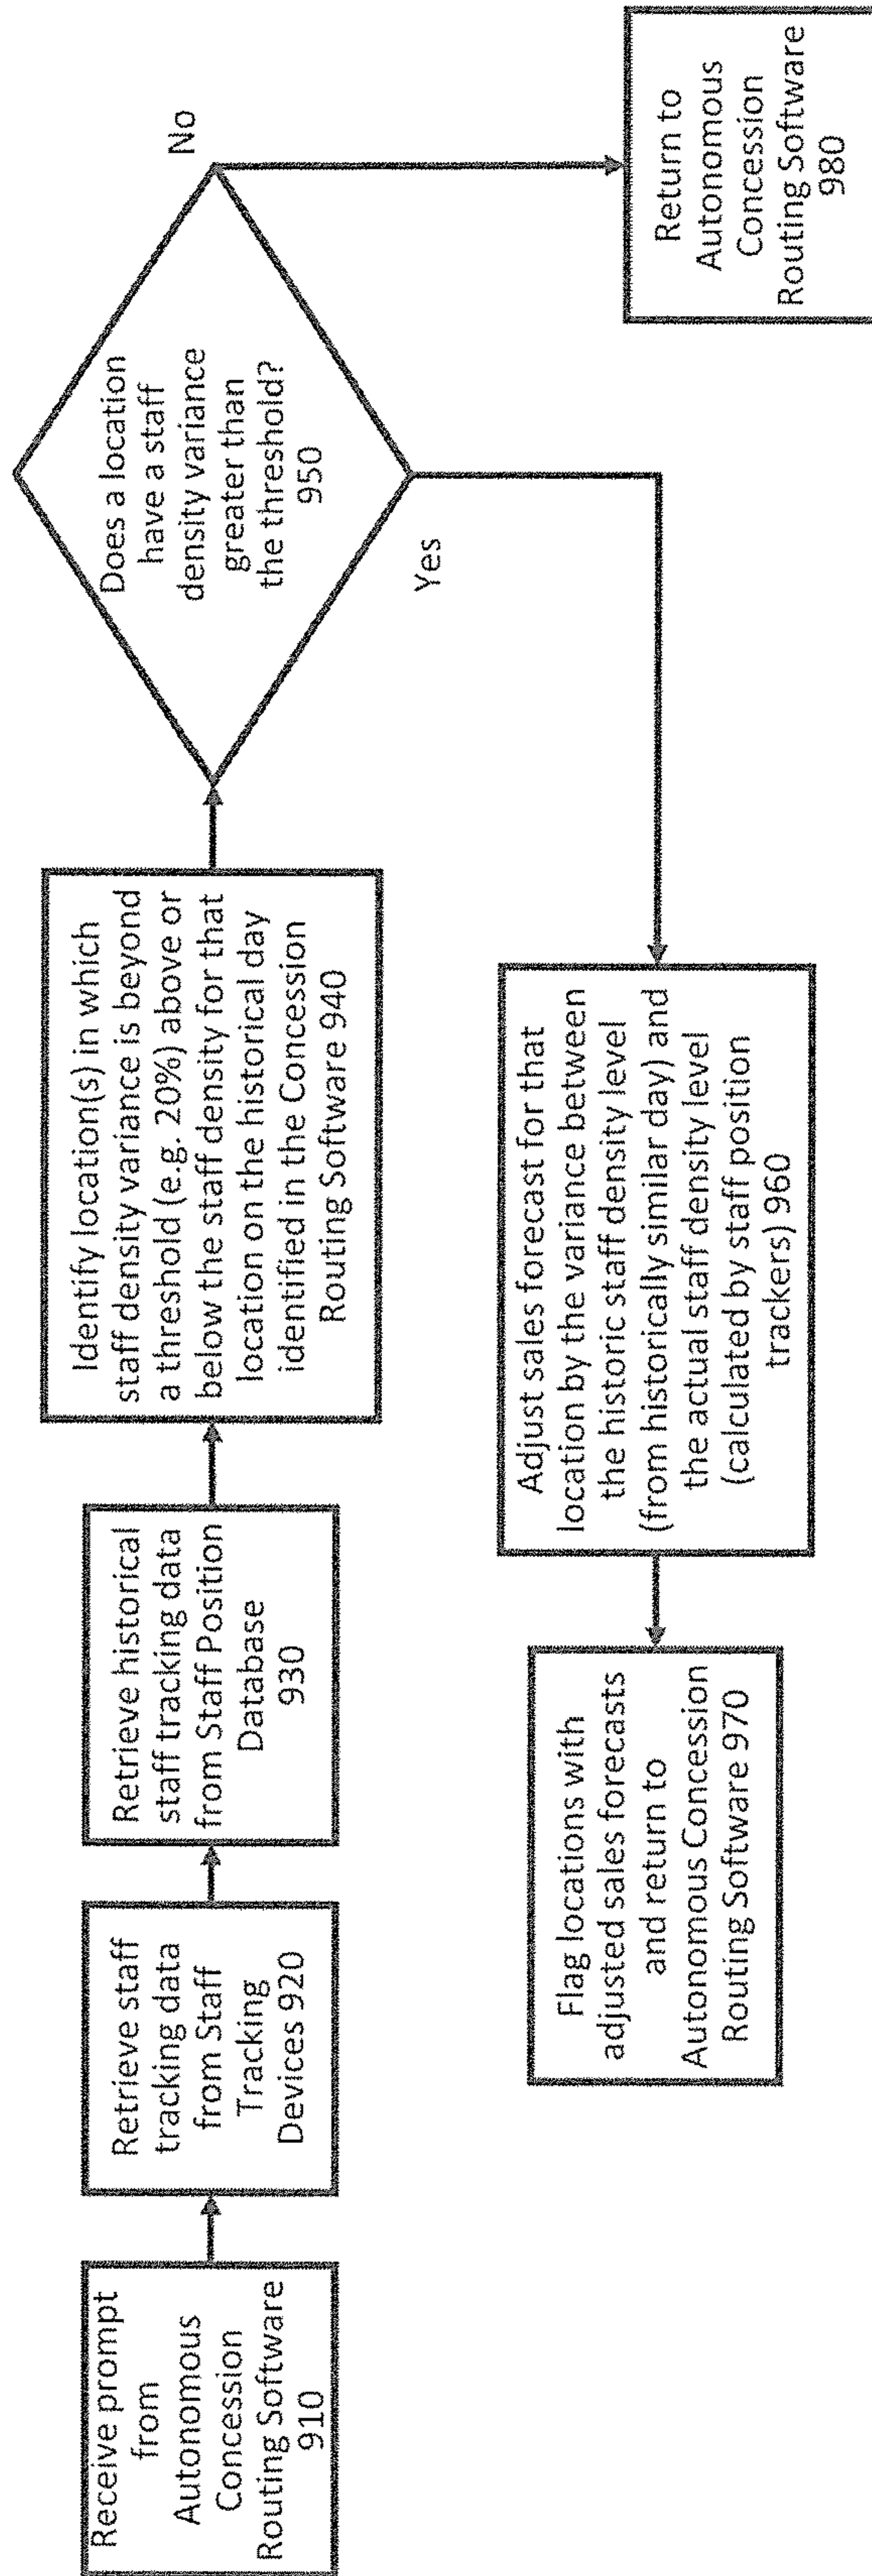 Receive prompt
from
Autonomous
Concession
Routing Software
910
Retrieve staff
tracking data
from Staff
Tracking
Devices 920
Retrieve historical
staff tracking data
from Staff Position
Database
930
Identify location(s) in which
staff density variance is beyond
a threshold (e.g. 20%) above or
below the staff density for that
location on the historical day
identified in the Concession
Routing Software 940
Does a location
have a staff
density variance
greater than
the threshold?
950
No
Yes
Return to
Autonomous
Concession
Routing Software
980
Adjust sales forecast for that
location by the variance between
the historic staff density level
(from historically similar day) and
the actual staff density level
(calculated by staff position
trackers) 960
Flag locations with
adjusted sales forecasts
and return to
Autonomous Concession
Routing Software 970